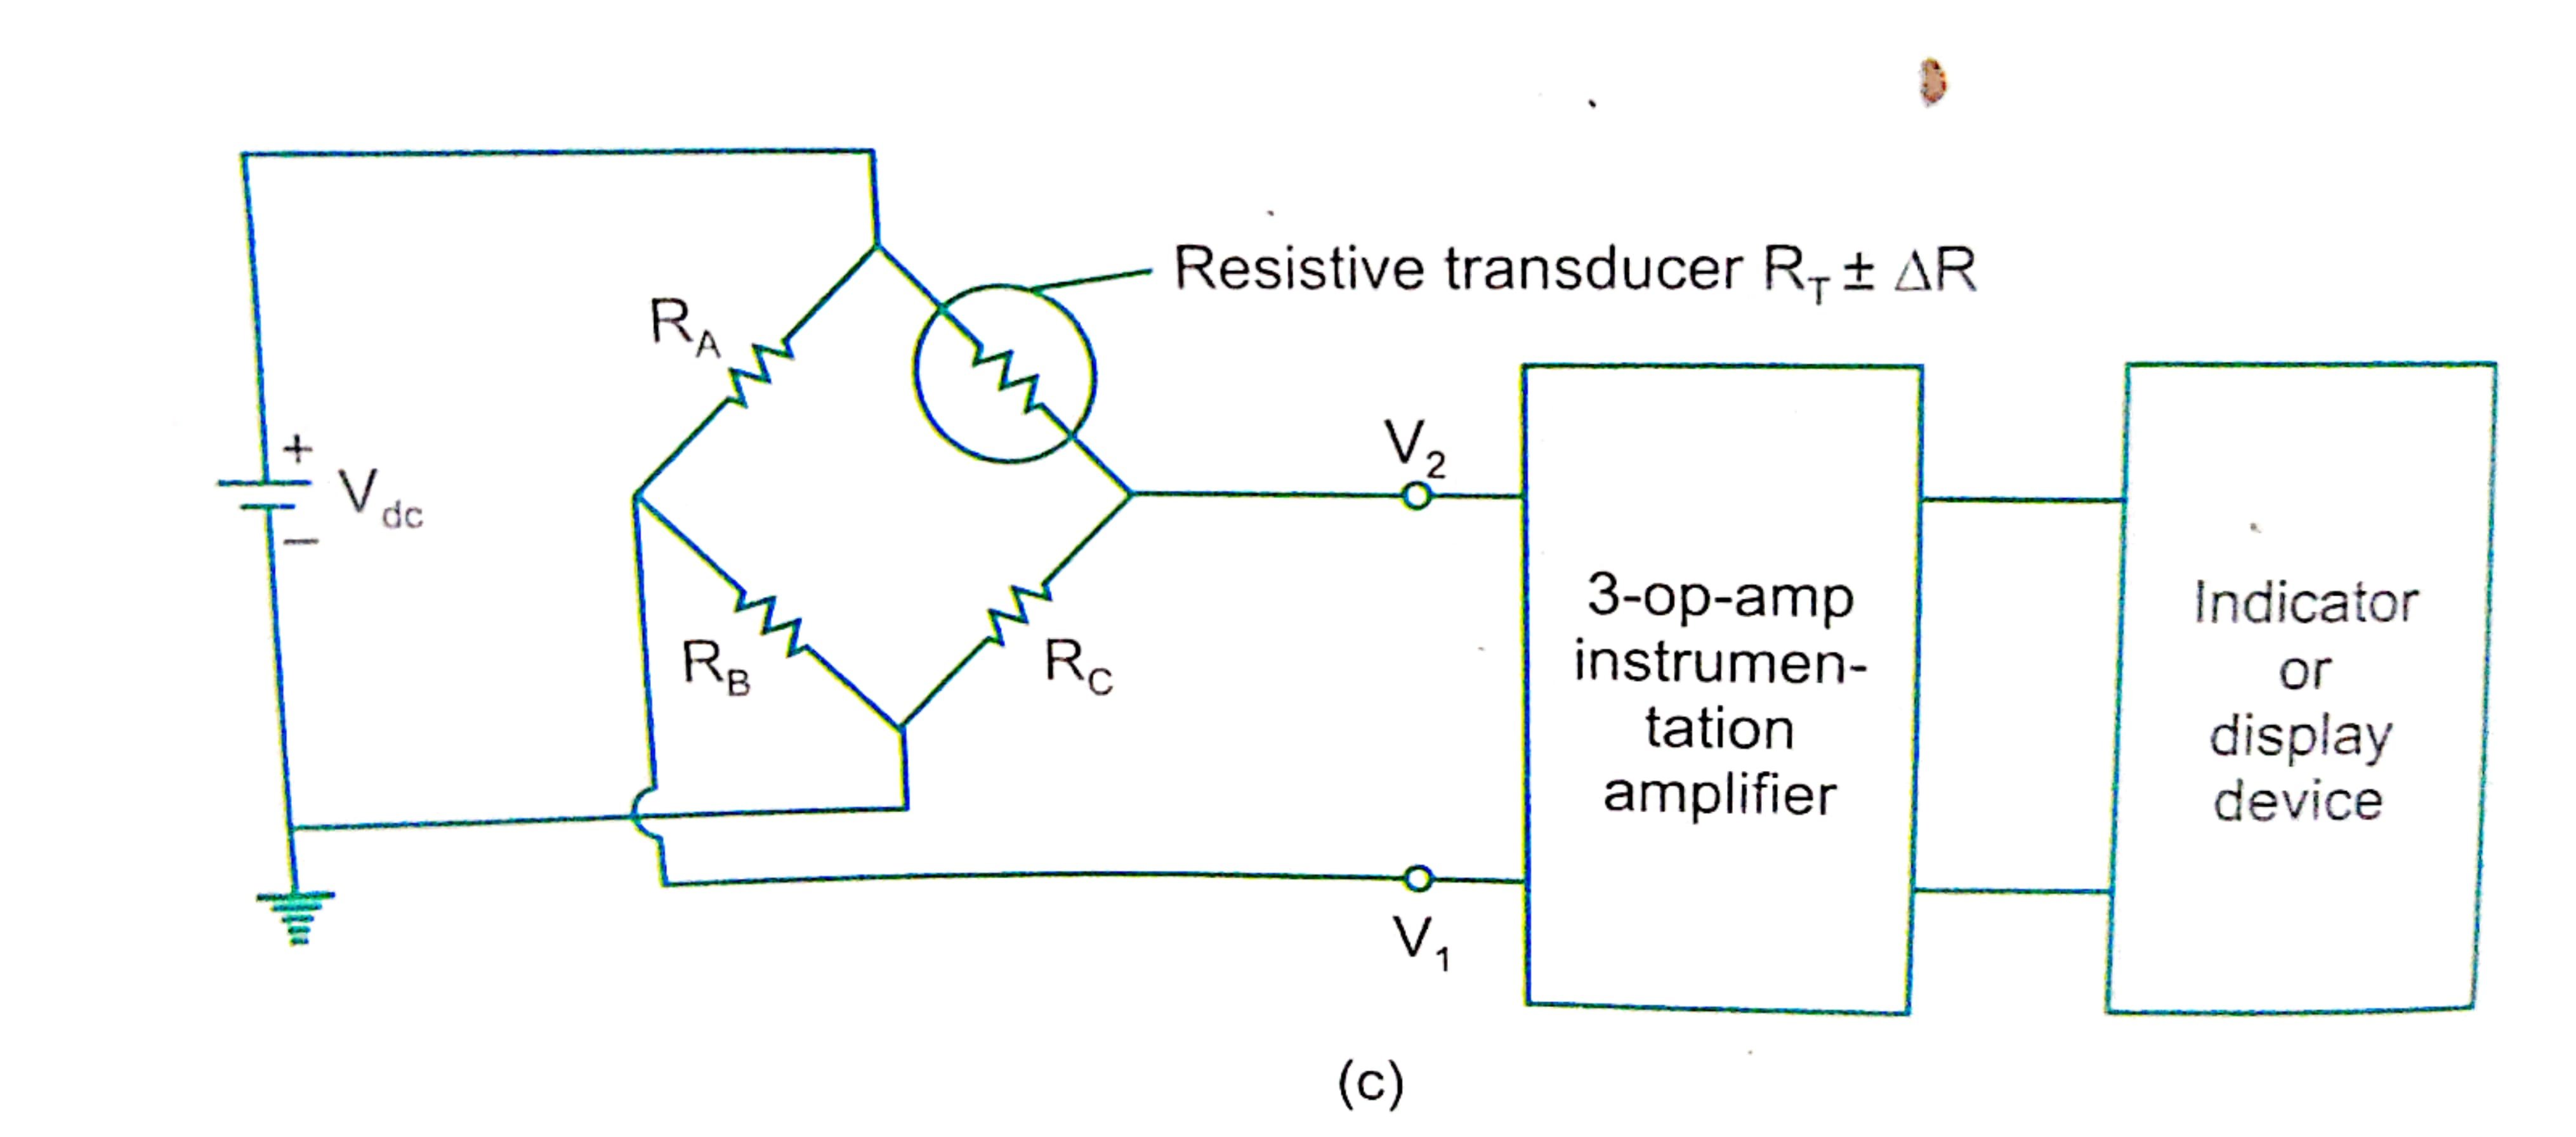 Resistive transducer R_T ± ΔR
R_A
+
V_dc
−
V_2
R_B
R_C
3-op-amp
instrumen-
tation
amplifier
Indicator
or
display
device
V_1
(c)